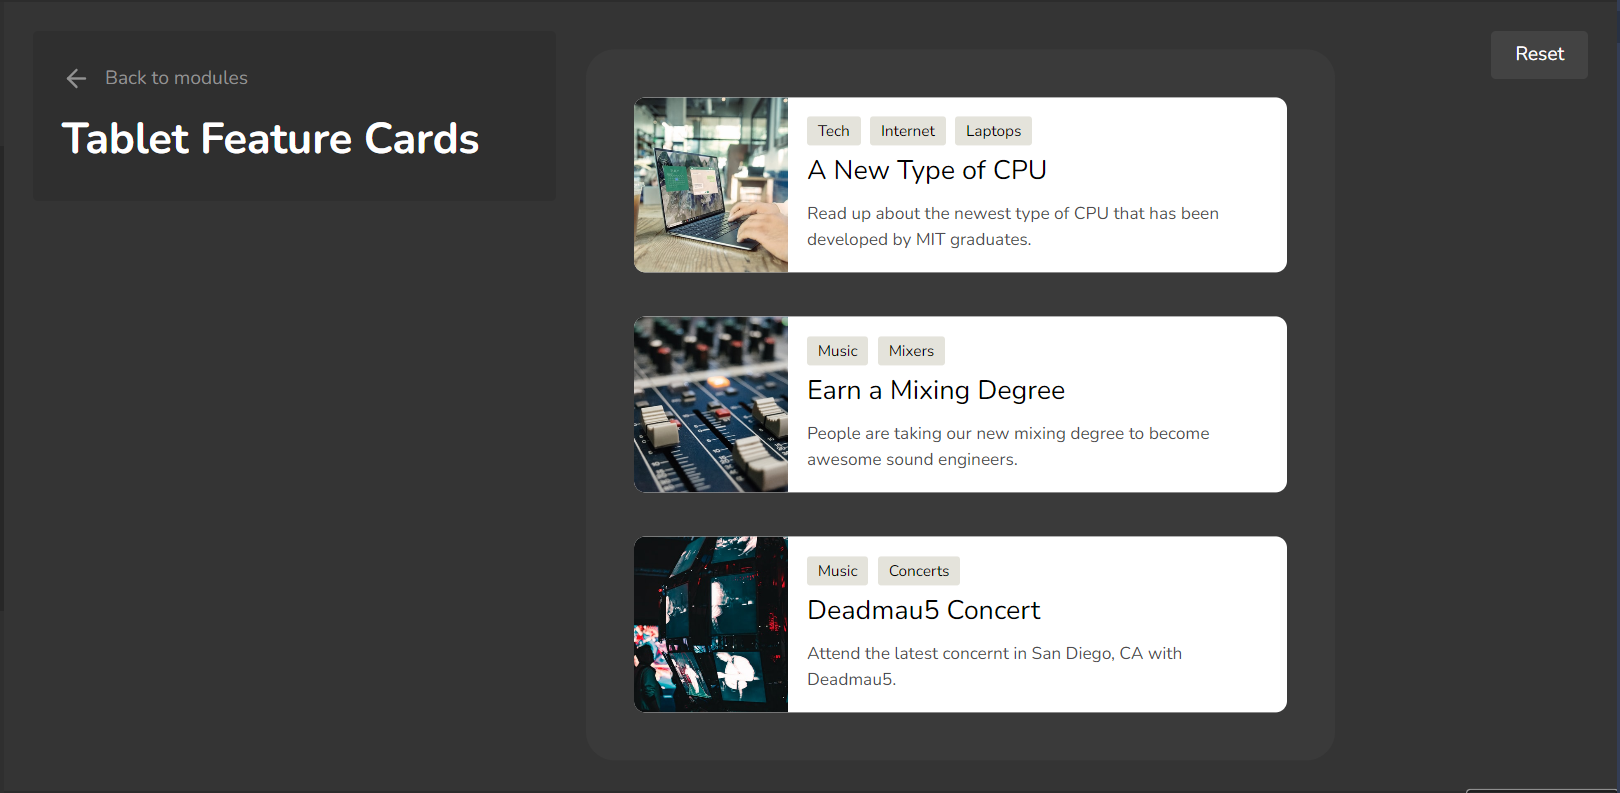 Back to modules
Tablet Feature Cards
Reset
Tech Internet Laptops
A New Type of CPU
Read up about the newest type of CPU that has been
developed by MIT graduates.
Music Mixers
Earn a Mixing Degree
People are taking our new mixing degree to become
awesome sound engineers.
Music Concerts
Deadmau5 Concert
Attend the latest concernt in San Diego, CA with
Deadmau5.